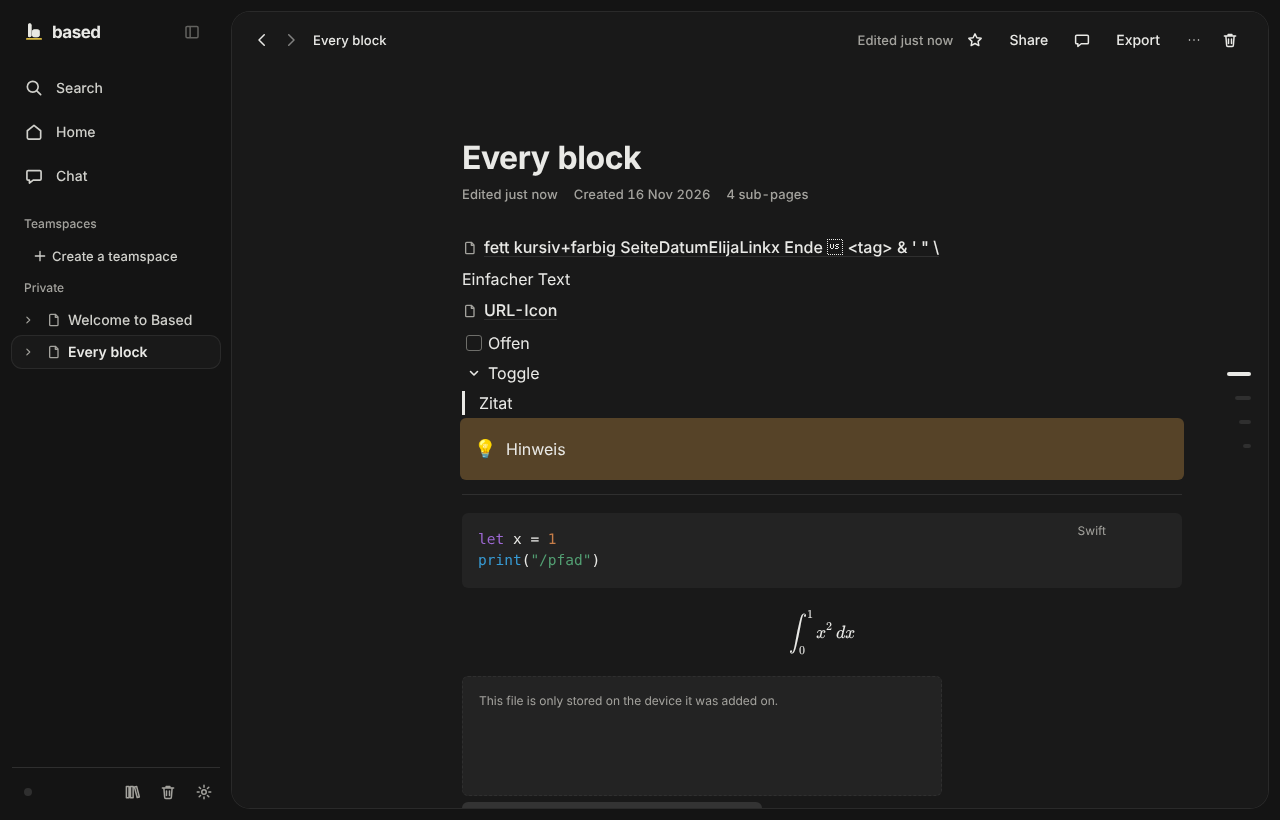 based
Search
Home
Chat
Teamspaces
Create a teamspace
Private
Welcome to Based
Every block
Every block
Edited just now
Share
Export
Every block
Edited just now Created 16 Nov 2026 4 sub-pages
fett kursiv+farbig SeiteDatumElijaLinkx Ende ␟ <tag> & ' " \
Einfacher Text
URL-Icon
Offen
Toggle
Zitat
💡 Hinweis
Swift
let x = 1
print("/pfad")
∫₀¹ x² dx
This file is only stored on the device it was added on.